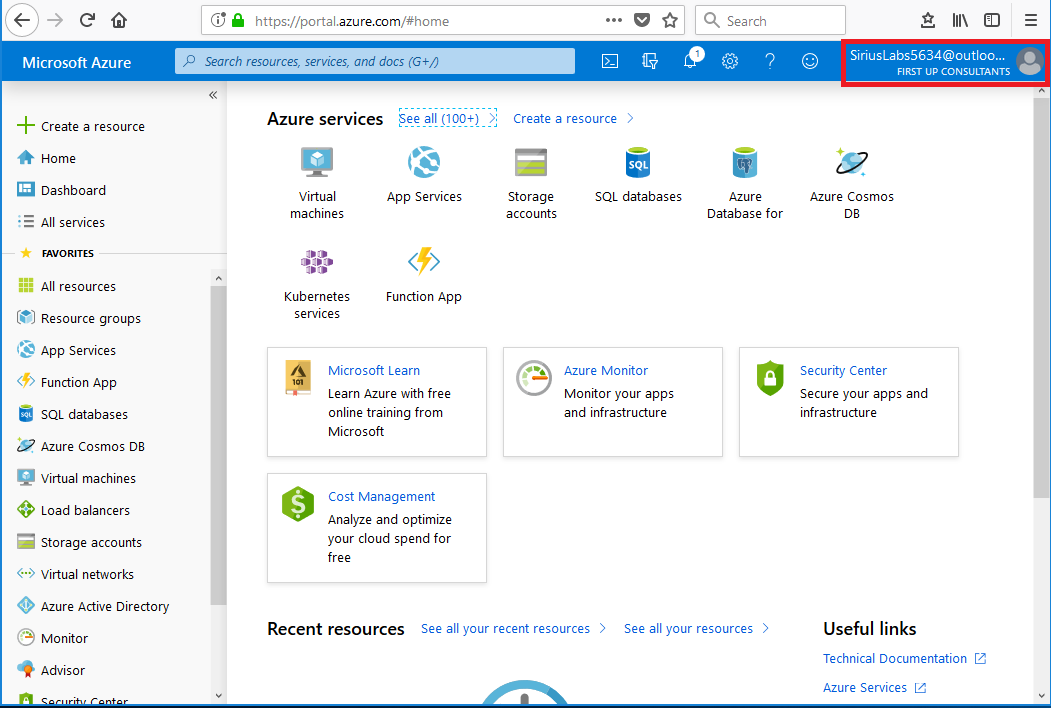 https://portal.azure.com/#home
Search
Microsoft Azure
Search resources, services, and docs (G+/)
1
SiriusLabs5634@outloo...
FIRST UP CONSULTANTS
Create a resource
Home
Dashboard
All services
FAVORITES
All resources
Resource groups
App Services
Function App
SQL databases
Azure Cosmos DB
Virtual machines
Load balancers
Storage accounts
Virtual networks
Azure Active Directory
Monitor
Advisor
Security Center
Azure services
See all (100+)
Create a resource
Virtual
machines
App Services
Storage
accounts
SQL
SQL databases
Azure
Database for
Azure Cosmos
DB
Kubernetes
services
Function App
101
Microsoft Learn
Learn Azure with free
online training from
Microsoft
Azure Monitor
Monitor your apps
and infrastructure
Security Center
Secure your apps and
infrastructure
$
Cost Management
Analyze and optimize
your cloud spend for
free
Recent resources
See all your recent resources
See all your resources
Useful links
Technical Documentation
Azure Services